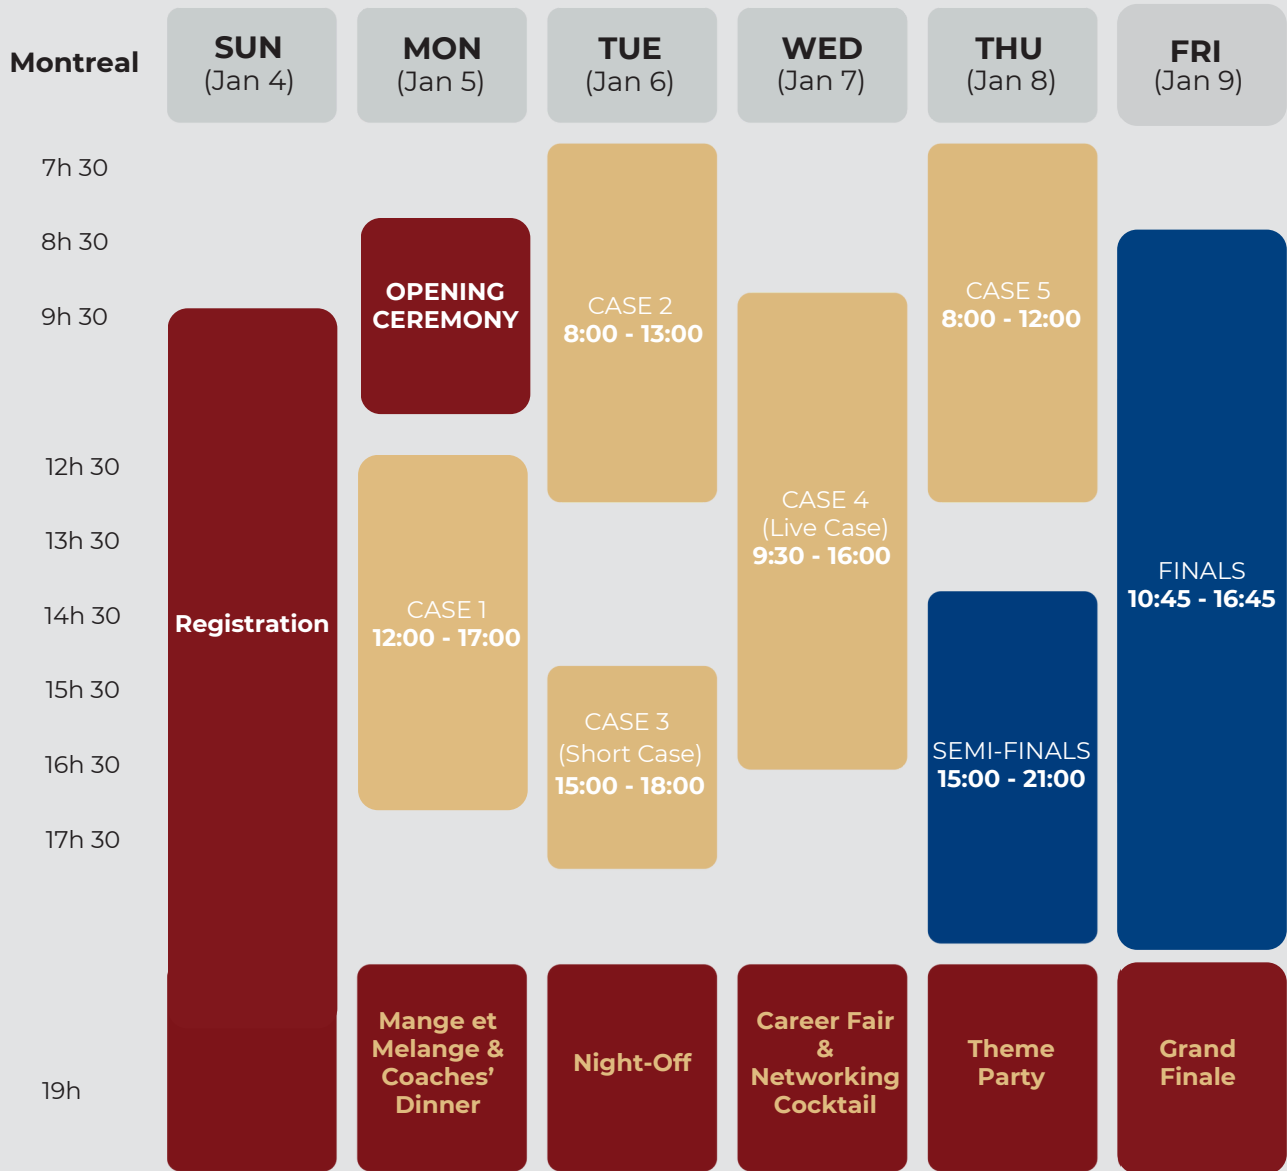 Montreal
SUN
(Jan 4)
MON
(Jan 5)
TUE
(Jan 6)
WED
(Jan 7)
THU
(Jan 8)
FRI
(Jan 9)
7h 30
8h 30
9h 30
12h 30
13h 30
14h 30
15h 30
16h 30
17h 30
19h
Registration
OPENING
CEREMONY
CASE 1
12:00 - 17:00
Mange et
Melange &
Coaches’
Dinner
CASE 2
8:00 - 13:00
CASE 3
(Short Case)
15:00 - 18:00
Night-Off
CASE 4
(Live Case)
9:30 - 16:00
Career Fair
&
Networking
Cocktail
CASE 5
8:00 - 12:00
SEMI-FINALS
15:00 - 21:00
Theme
Party
FINALS
10:45 - 16:45
Grand
Finale